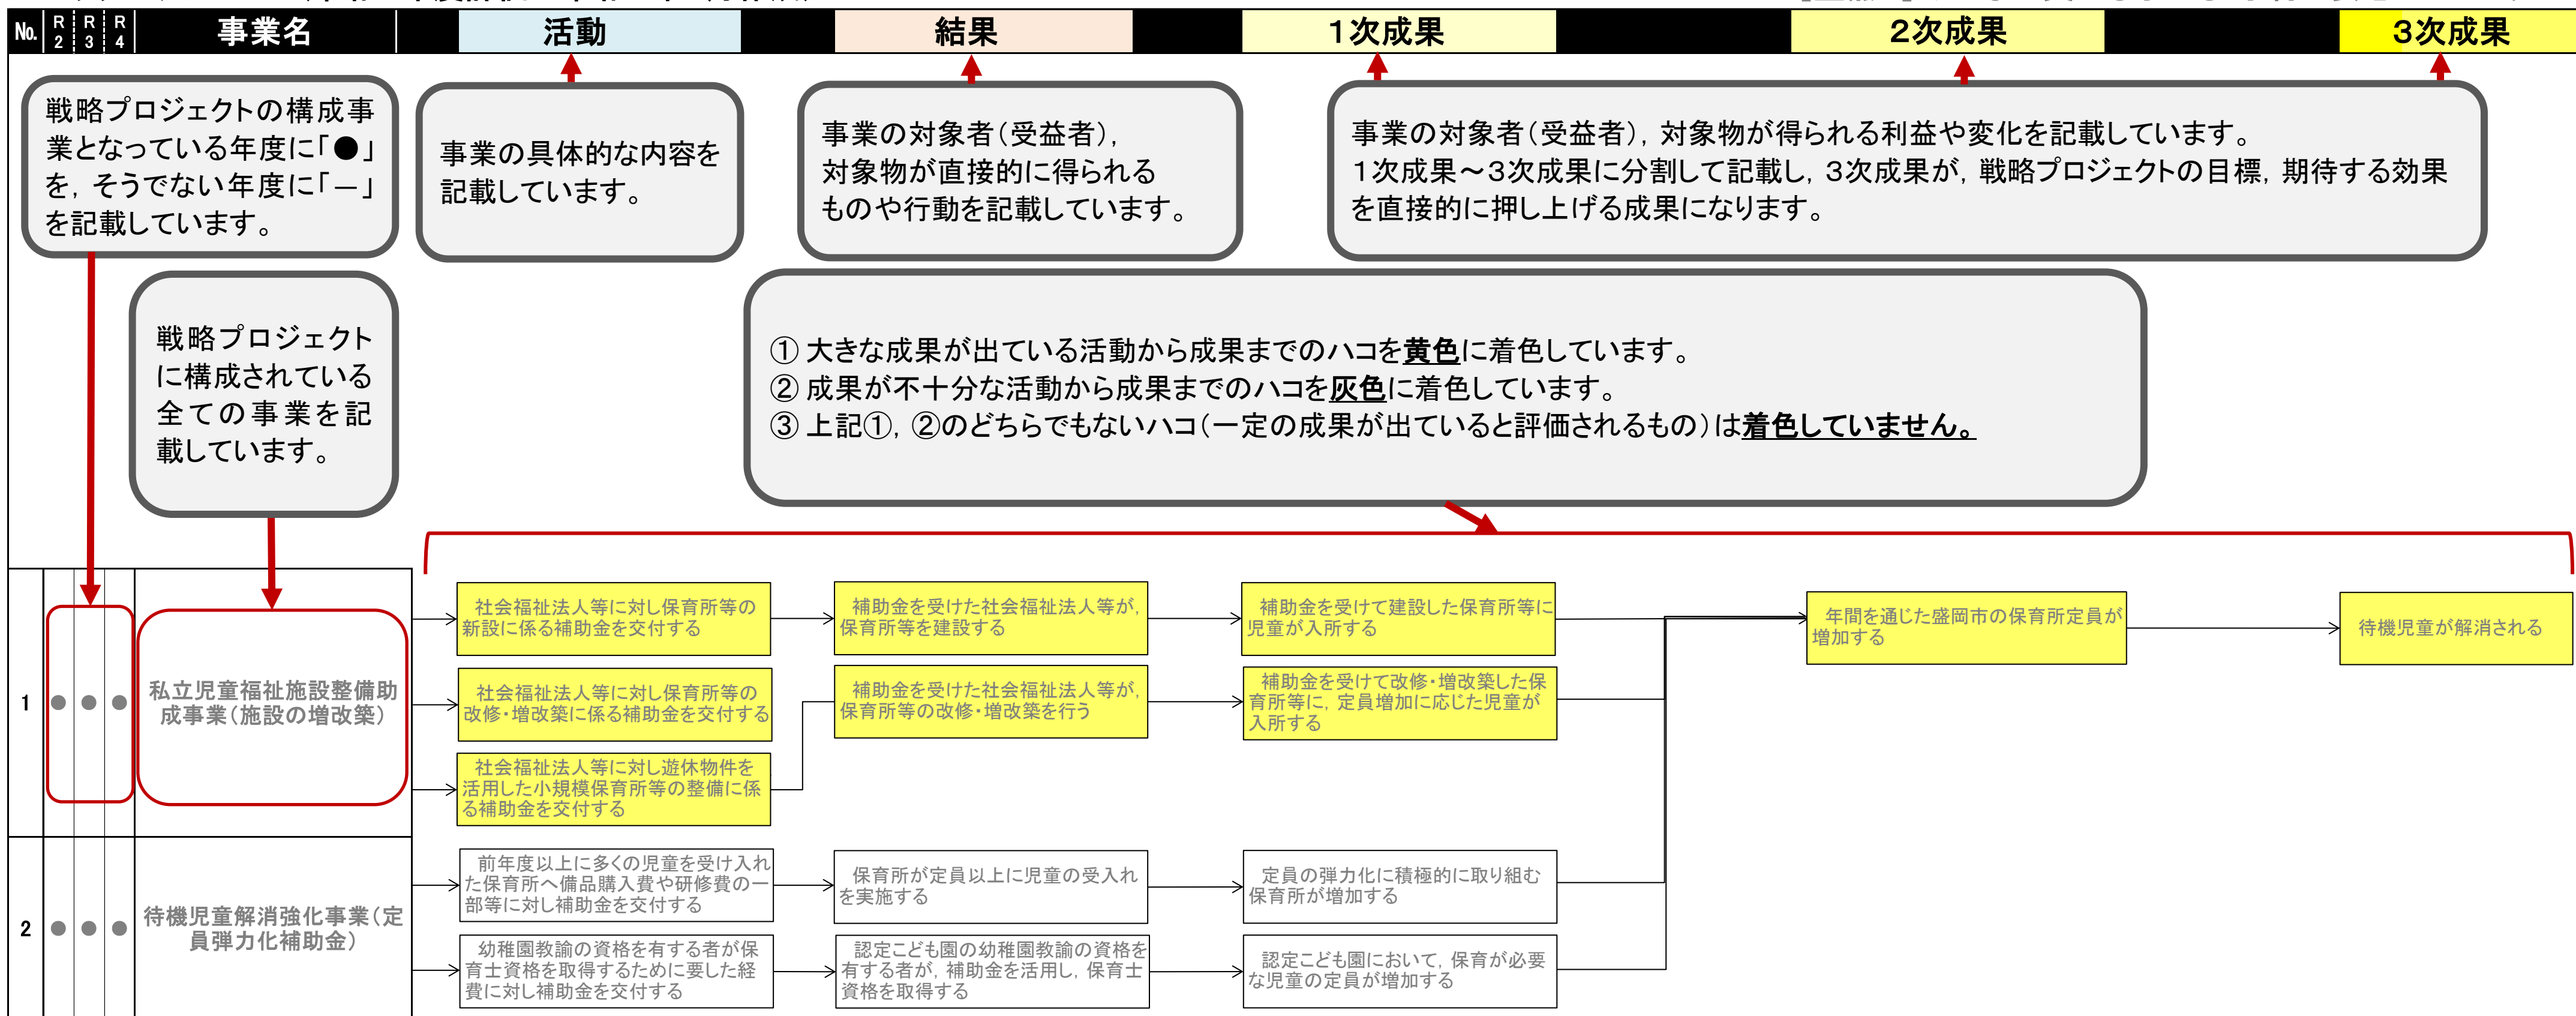 No.
R2
R3
R4
事業名
活動
結果
1次成果
2次成果
3次成果
戦略プロジェクトの構成事
業となっている年度に「●」
を，そうでない年度に「－」
を記載しています。
事業の具体的な内容を
記載しています。
事業の対象者（受益者），
対象物が直接的に得られる
ものや行動を記載しています。
事業の対象者（受益者），対象物が得られる利益や変化を記載しています。
１次成果～３次成果に分割して記載し，３次成果が，戦略プロジェクトの目標，期待する効果
を直接的に押し上げる成果になります。
戦略プロジェクト
に構成されている
全ての事業を記
載しています。
① 大きな成果が出ている活動から成果までのハコを黄色に着色しています。
② 成果が不十分な活動から成果までのハコを灰色に着色しています。
③ 上記①，②のどちらでもないハコ（一定の成果が出ていると評価されるもの）は着色していません。
1
● ● ●
私立児童福祉施設整備助
成事業（施設の増改築）
社会福祉法人等に対し保育所等の
新設に係る補助金を交付する
補助金を受けた社会福祉法人等が，
保育所等を建設する
補助金を受けて建設した保育所等に
児童が入所する
年間を通じた盛岡市の保育所定員が
増加する
待機児童が解消される
社会福祉法人等に対し保育所等の
改修・増改築に係る補助金を交付する
補助金を受けた社会福祉法人等が，
保育所等の改修・増改築を行う
補助金を受けて改修・増改築した保
育所等に，定員増加に応じた児童が
入所する
社会福祉法人等に対し遊休物件を
活用した小規模保育所等の整備に係
る補助金を交付する
2
● ● ●
待機児童解消強化事業（定
員弾力化補助金）
前年度以上に多くの児童を受け入れ
た保育所へ備品購入費や研修費の一
部等に対し補助金を交付する
保育所が定員以上に児童の受入れ
を実施する
定員の弾力化に積極的に取り組む
保育所が増加する
幼稚園教諭の資格を有する者が保
育士資格を取得するために要した経
費に対し補助金を交付する
認定こども園の幼稚園教諭の資格を
有する者が，補助金を活用し，保育士
資格を取得する
認定こども園において，保育が必要
な児童の定員が増加する